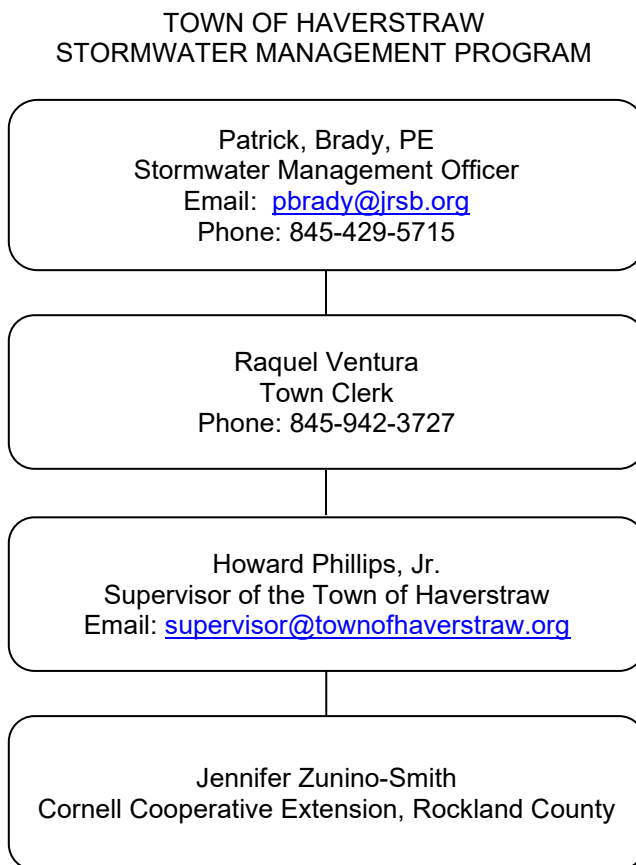 TOWN OF HAVERSTRAW
STORMWATER MANAGEMENT PROGRAM
Patrick, Brady, PE
Stormwater Management Officer
Email: pbrady@jrsb.org
Phone: 845-429-5715
Raquel Ventura
Town Clerk
Phone: 845-942-3727
Howard Phillips, Jr.
Supervisor of the Town of Haverstraw
Email: supervisor@townofhaverstraw.org
Jennifer Zunino-Smith
Cornell Cooperative Extension, Rockland County